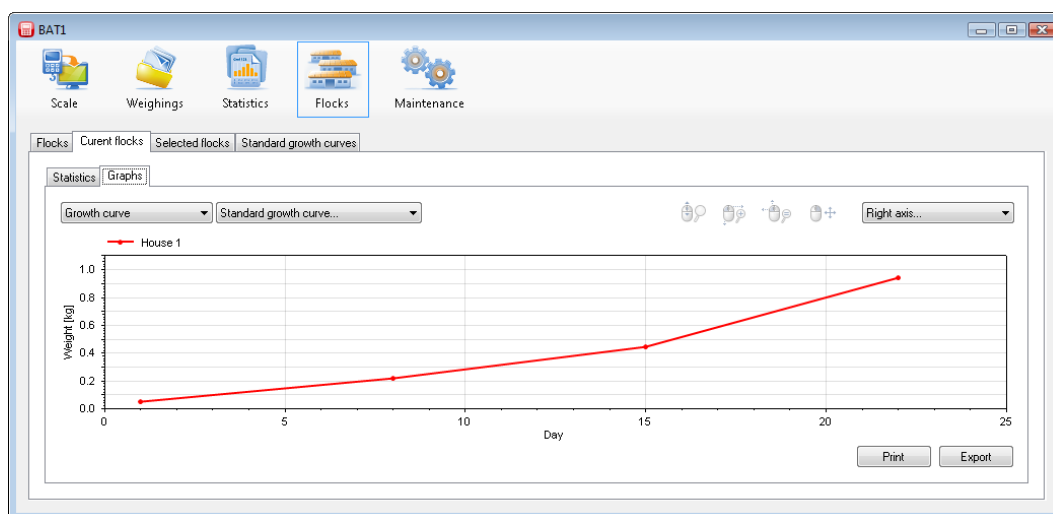 BAT1
Scale Weighings Statistics Flocks Maintenance
Flocks Curent flocks Selected flocks Standard growth curves
Statistics Graphs
Growth curve Standard growth curve... Right axis...
House 1
1.0
0.8
0.6
0.4
0.2
0.0
Weight [kg]
0 5 10 15 20 25
Day
Print Export